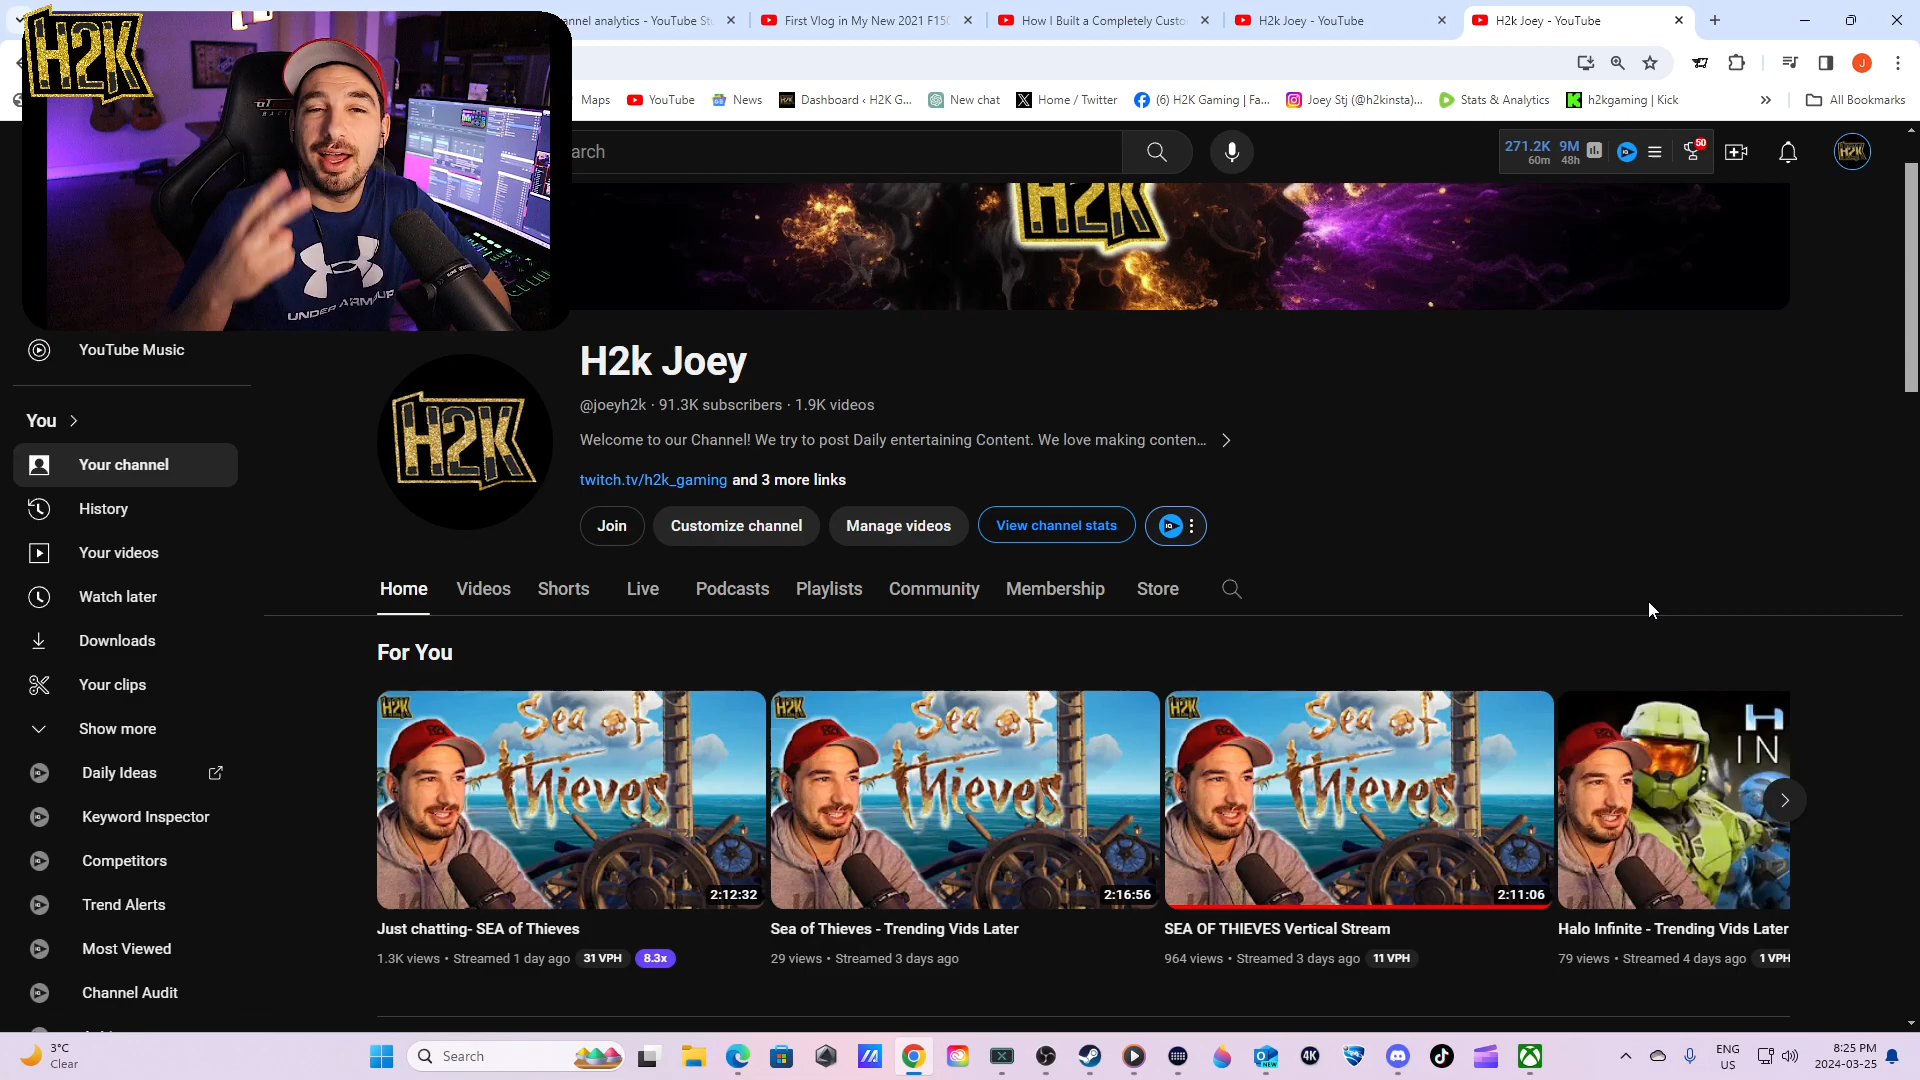 H2K
nnel analytics - YouTube St
First Vlog in My New 2021 F150
How I Built a Completely Custo
H2k Joey - YouTube
H2k Joey - YouTube
Maps
YouTube
News
Dashboard ‹ H2K G...
New chat
Home / Twitter
(6) H2K Gaming | Fa...
Joey Stj (@h2kinsta)...
Stats & Analytics
h2kgaming | Kick
»
All Bookmarks
arch
271.2K 9M
60m 48h
50
H2K
UNDER ARMOUR
YouTube Music
You
Your channel
History
Your videos
Watch later
Downloads
Your clips
Show more
Daily Ideas
Keyword Inspector
Competitors
Trend Alerts
Most Viewed
Channel Audit
H2K
H2k Joey
@joeyh2k · 91.3K subscribers · 1.9K videos
Welcome to our Channel! We try to post Daily entertaining Content. We love making conten...
twitch.tv/h2k_gaming and 3 more links
Join
Customize channel
Manage videos
View channel stats
Home
Videos
Shorts
Live
Podcasts
Playlists
Community
Membership
Store
For You
H2K
Sea of Thieves
2:12:32
H2K
Sea of Thieves
2:16:56
H2K
Sea of Thieves
2:11:06
H
IN
Just chatting- SEA of Thieves
1.3K views • Streamed 1 day ago 31 VPH 8.3x
Sea of Thieves - Trending Vids Later
29 views • Streamed 3 days ago
SEA OF THIEVES Vertical Stream
964 views • Streamed 3 days ago 11 VPH
Halo Infinite - Trending Vids Later
79 views • Streamed 4 days ago 1 VPH
3°C
Clear
Search
NEW
4K
ENG
US
8:25 PM
2024-03-25